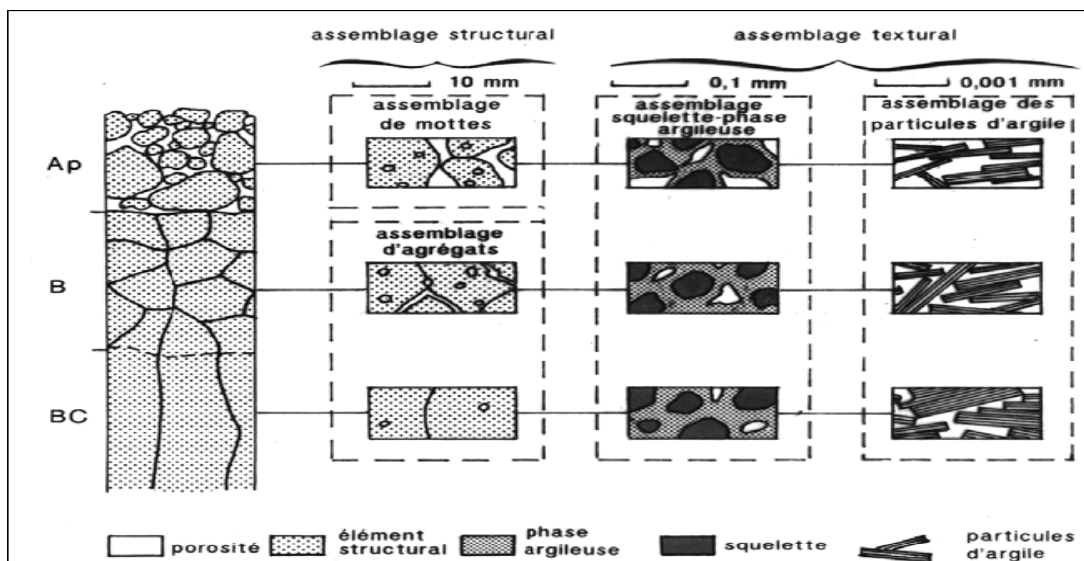 assemblage structural
assemblage textural
10 mm
0,1 mm
0,001 mm
assemblage
de mottes
assemblage
squelette-phase
argileuse
assemblage des
particules d'argile
Ap
assemblage
d'agrégats
B
BC
porosité
élément
structural
phase
argileuse
squelette
particules
d'argile